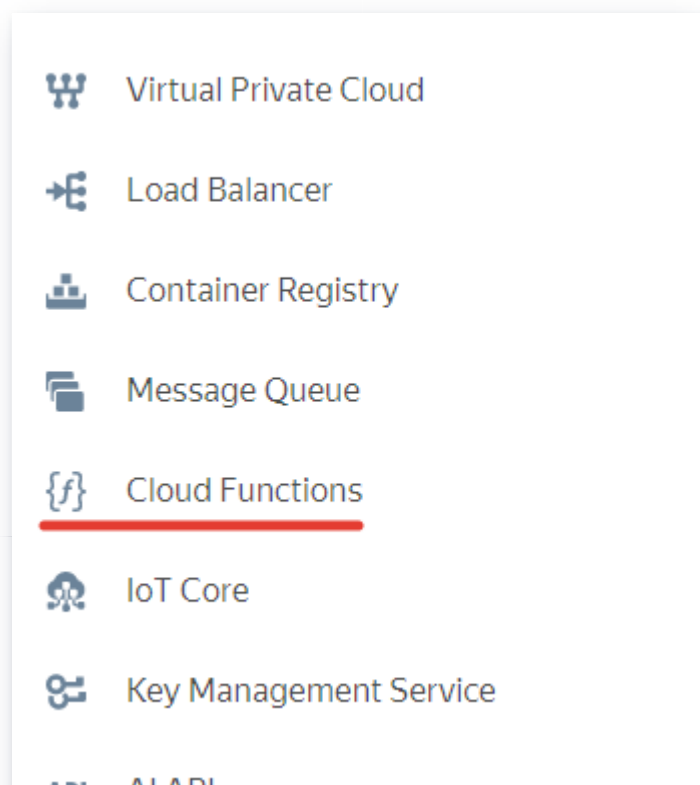 Virtual Private Cloud
Load Balancer
Container Registry
Message Queue
{f} Cloud Functions
IoT Core
Key Management Service